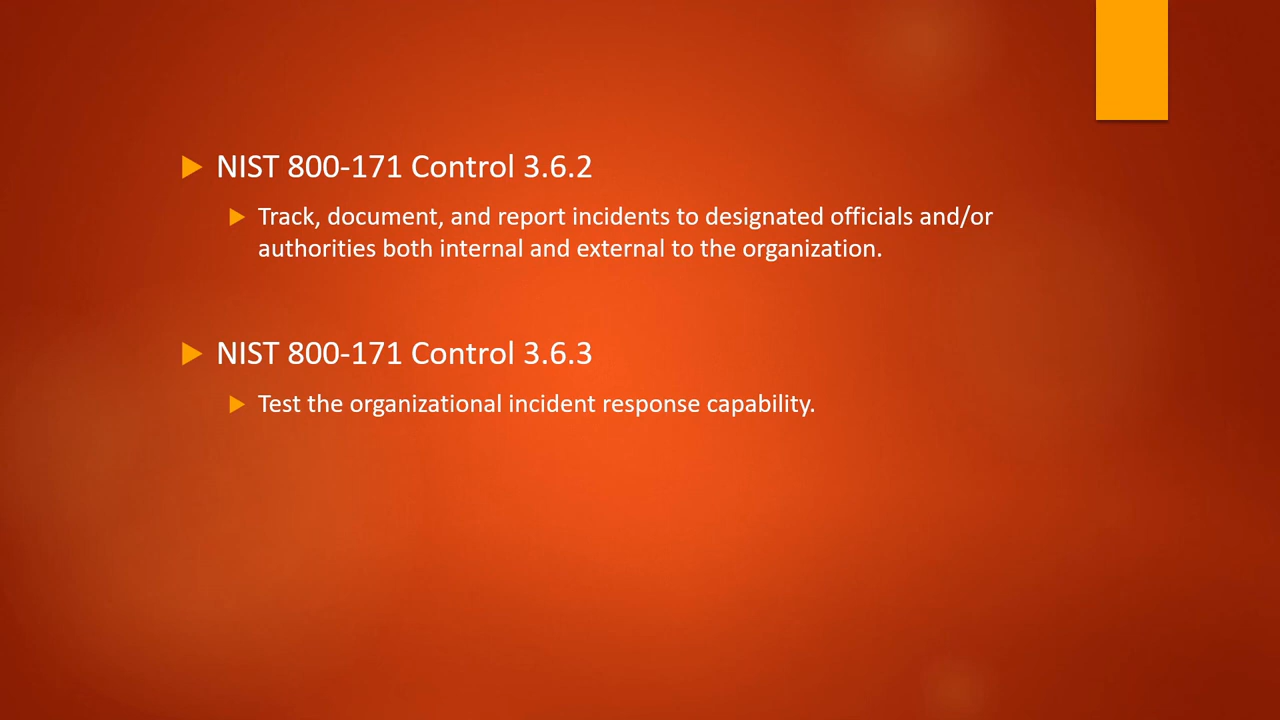 NIST 800-171 Control 3.6.2
Track, document, and report incidents to designated officials and/or
authorities both internal and external to the organization.
NIST 800-171 Control 3.6.3
Test the organizational incident response capability.